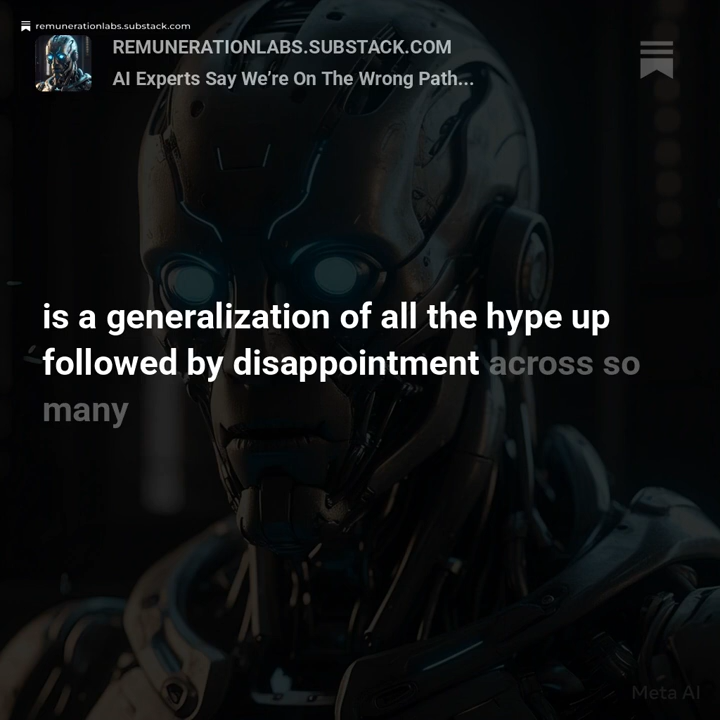 remunerationlabs.substack.com
REMUNERATIONLABS.SUBSTACK.COM
AI Experts Say We’re On The Wrong Path...
is a generalization of all the hype up
followed by disappointment across so
many
Meta AI